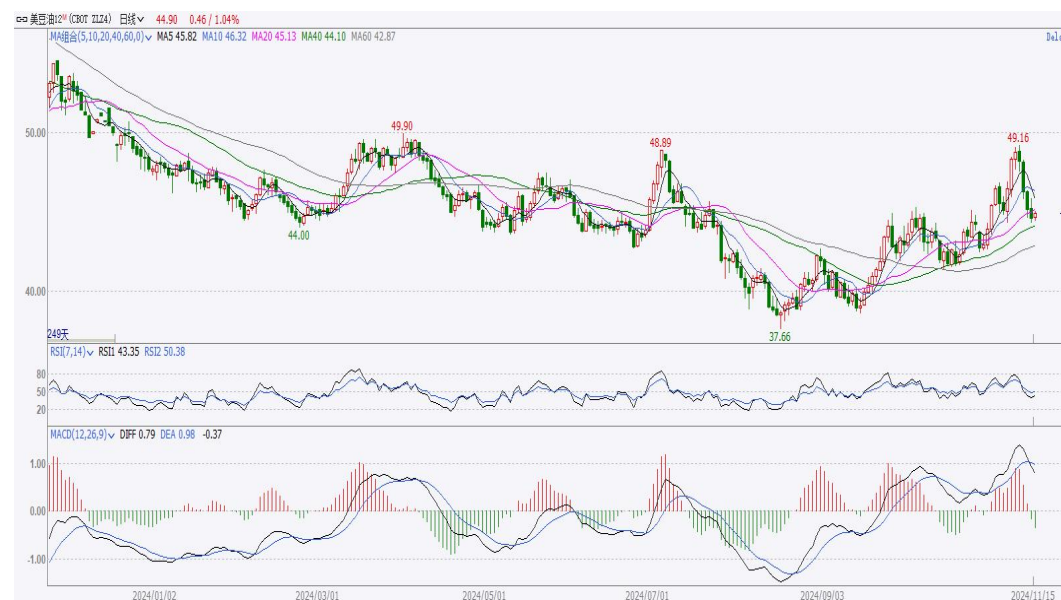 美豆油12M (CBOT ZLZ4) 日线 44.90 0.46 / 1.04%
MA组合(5,10,20,40,60,0) MA5 45.82 MA10 46.32 MA20 45.13 MA40 44.10 MA60 42.87
50.00
49.90
48.89
49.16
44.00
40.00
37.66
249天
RSI(7,14) RSI1 43.35 RSI2 50.38
80
50
20
MACD(12,26,9) DIFF 0.79 DEA 0.98 -0.37
1.00
0.00
-1.00
2024/01/02 2024/03/01 2024/05/01 2024/07/01 2024/09/03 2024/11/15